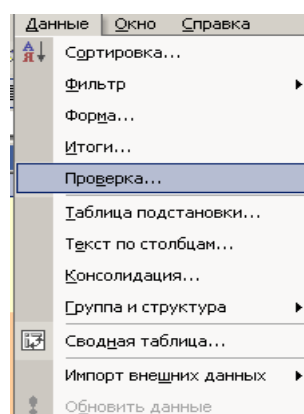 Данные Окно Справка
Сортировка...
Фильтр
Форма...
Итоги...
Проверка...
Таблица подстановки...
Текст по столбцам...
Консолидация...
Группа и структура
Сводная таблица...
Импорт внешних данных
Обновить данные